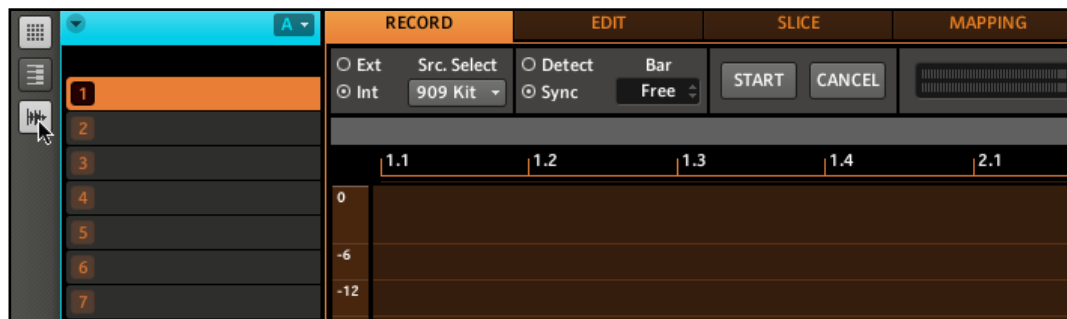 A
1
2
3
4
5
6
7
RECORD EDIT SLICE MAPPING
Ext Src. Select Detect Bar
Int 909 Kit Sync Free START CANCEL
1.1 1.2 1.3 1.4 2.1
0
-6
-12